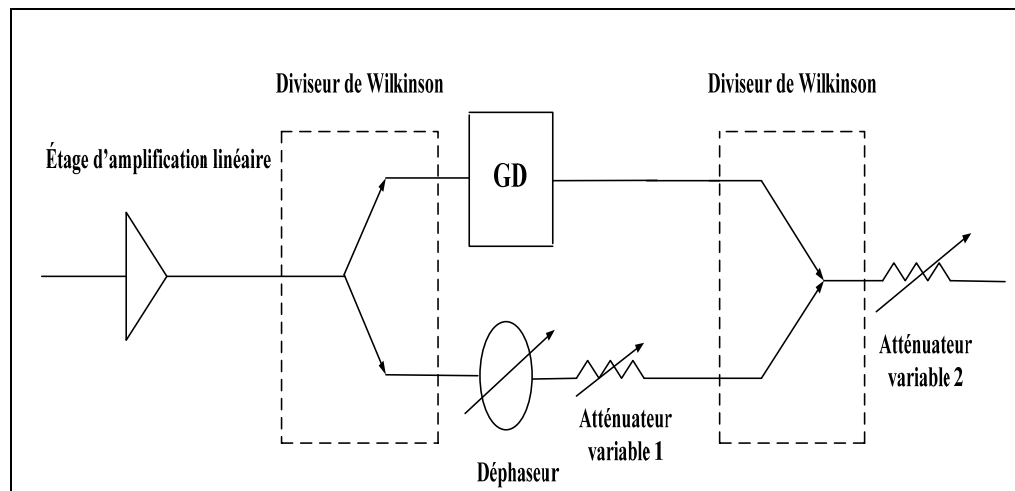 Diviseur de Wilkinson
Diviseur de Wilkinson
Étage d'amplification linéaire
GD
Atténuateur
variable 2
Atténuateur
variable 1
Déphaseur